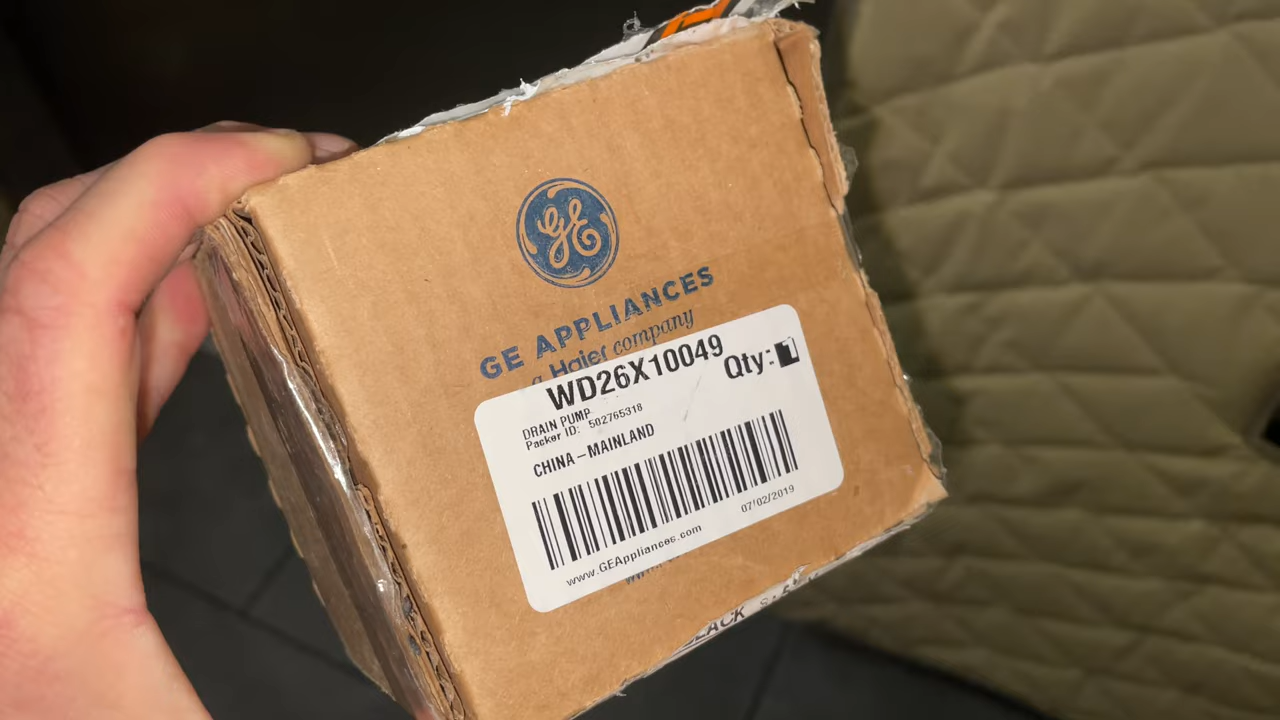 GE
GE APPLIANCES
a Haier company
WD26X10049
Qty: 1
DRAIN PUMP
Packer ID: 502765318
CHINA-MAINLAND
07/02/2019
www.GEAppliances.com